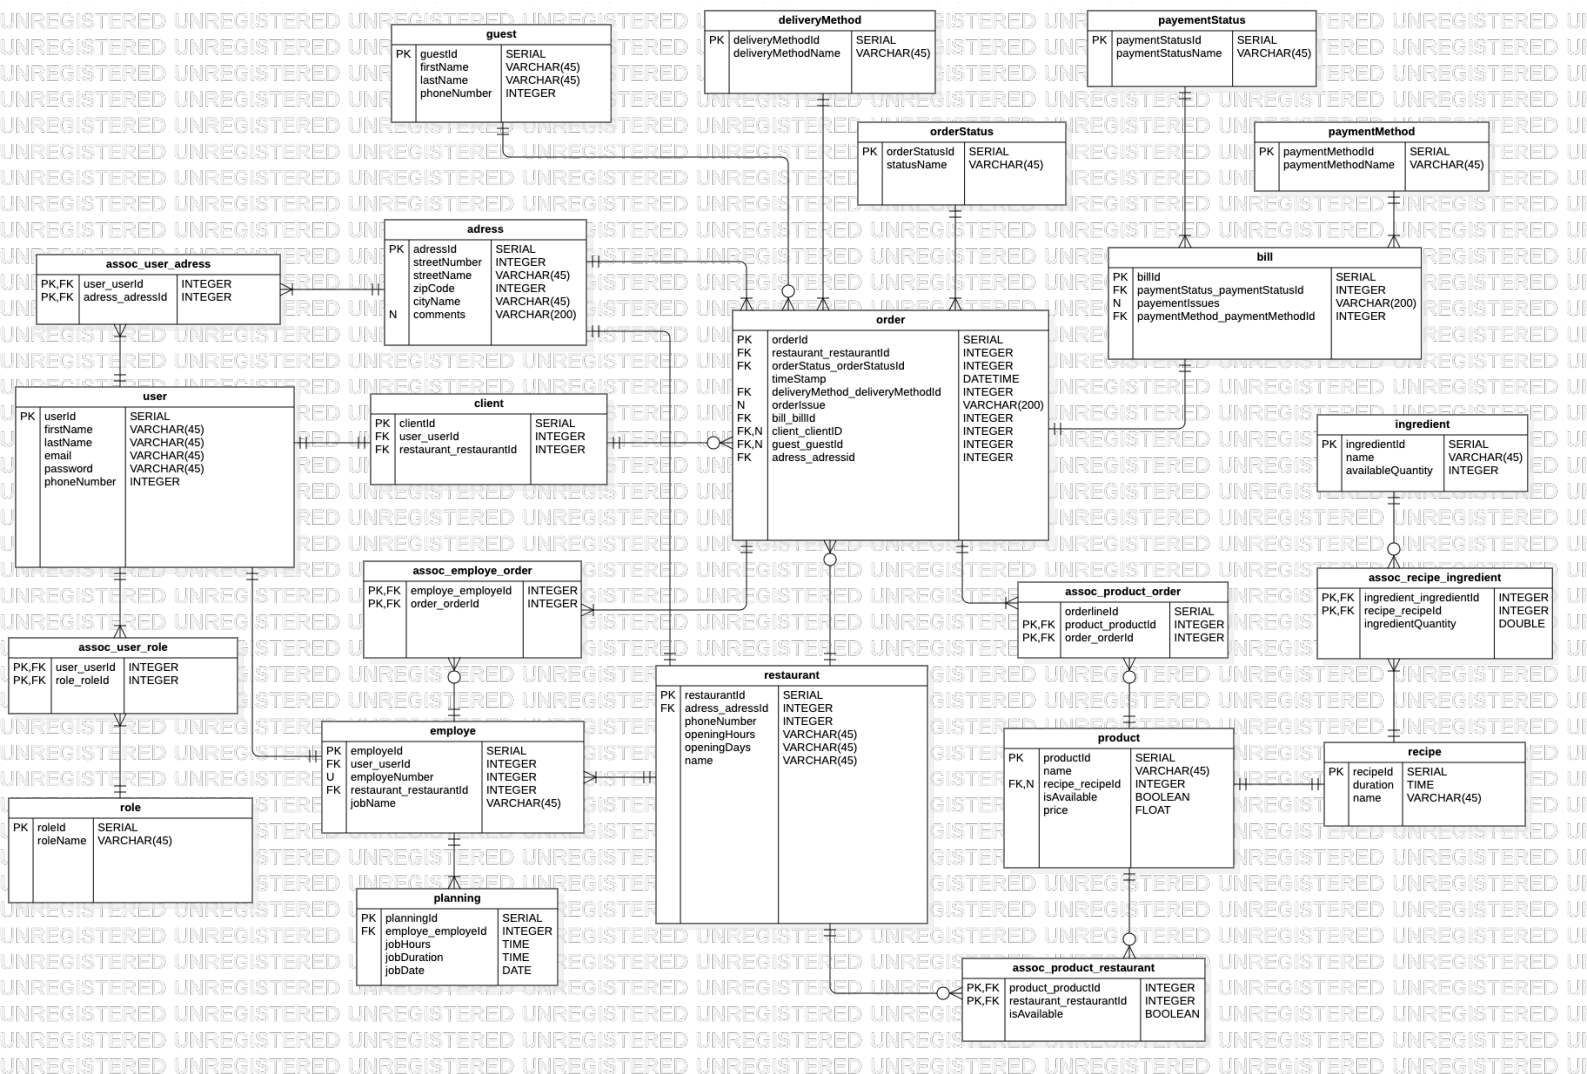 guest
PK guestId SERIAL
firstName VARCHAR(45)
lastName VARCHAR(45)
phoneNumber INTEGER
deliveryMethod
PK deliveryMethodId SERIAL
deliveryMethodName VARCHAR(45)
payementStatus
PK paymentStatusId SERIAL
paymentStatusName VARCHAR(45)
orderStatus
PK orderStatusId SERIAL
statusName VARCHAR(45)
paymentMethod
PK paymentMethodId SERIAL
paymentMethodName VARCHAR(45)
adress
PK adressId SERIAL
streetNumber INTEGER
streetName VARCHAR(45)
zipCode INTEGER
cityName VARCHAR(45)
N comments VARCHAR(200)
assoc_user_adress
PK,FK user_userId INTEGER
PK,FK adress_adressId INTEGER
bill
PK billId SERIAL
FK paymentStatus_paymentStatusId INTEGER
N payementIssues VARCHAR(200)
FK paymentMethod_paymentMethodId INTEGER
order
PK orderId SERIAL
FK restaurant_restaurantId INTEGER
FK orderStatus_orderStatusId INTEGER
timeStamp DATETIME
FK deliveryMethod_deliveryMethodId INTEGER
N orderIssue VARCHAR(200)
FK bill_billId INTEGER
FK,N client_clientID INTEGER
FK,N guest_guestId INTEGER
FK adress_adressid INTEGER
user
PK userId SERIAL
firstName VARCHAR(45)
lastName VARCHAR(45)
email VARCHAR(45)
password VARCHAR(45)
phoneNumber INTEGER
client
PK clientId SERIAL
FK user_userId INTEGER
FK restaurant_restaurantId INTEGER
ingredient
PK ingredientId SERIAL
name VARCHAR(45)
availableQuantity INTEGER
assoc_employe_order
PK,FK employe_employeId INTEGER
PK,FK order_orderId INTEGER
assoc_product_order
orderlineId SERIAL
PK,FK product_productId INTEGER
PK,FK order_orderId INTEGER
assoc_recipe_ingredient
PK,FK ingredient_ingredientId INTEGER
PK,FK recipe_recipeId INTEGER
ingredientQuantity DOUBLE
assoc_user_role
PK,FK user_userId INTEGER
PK,FK role_roleId INTEGER
restaurant
PK restaurantId SERIAL
FK adress_adressId INTEGER
phoneNumber INTEGER
openingHours VARCHAR(45)
openingDays VARCHAR(45)
name VARCHAR(45)
employe
PK employeId SERIAL
FK user_userId INTEGER
U employeNumber INTEGER
FK restaurant_restaurantId INTEGER
jobName VARCHAR(45)
product
PK productId SERIAL
name VARCHAR(45)
FK,N recipe_recipeId INTEGER
isAvailable BOOLEAN
price FLOAT
recipe
PK recipeId SERIAL
duration TIME
name VARCHAR(45)
role
PK roleId SERIAL
roleName VARCHAR(45)
planning
PK planningId SERIAL
FK employe_employeId INTEGER
jobHours TIME
jobDuration TIME
jobDate DATE
assoc_product_restaurant
PK,FK product_productId INTEGER
PK,FK restaurant_restaurantId INTEGER
isAvailable BOOLEAN
UNREGISTERED